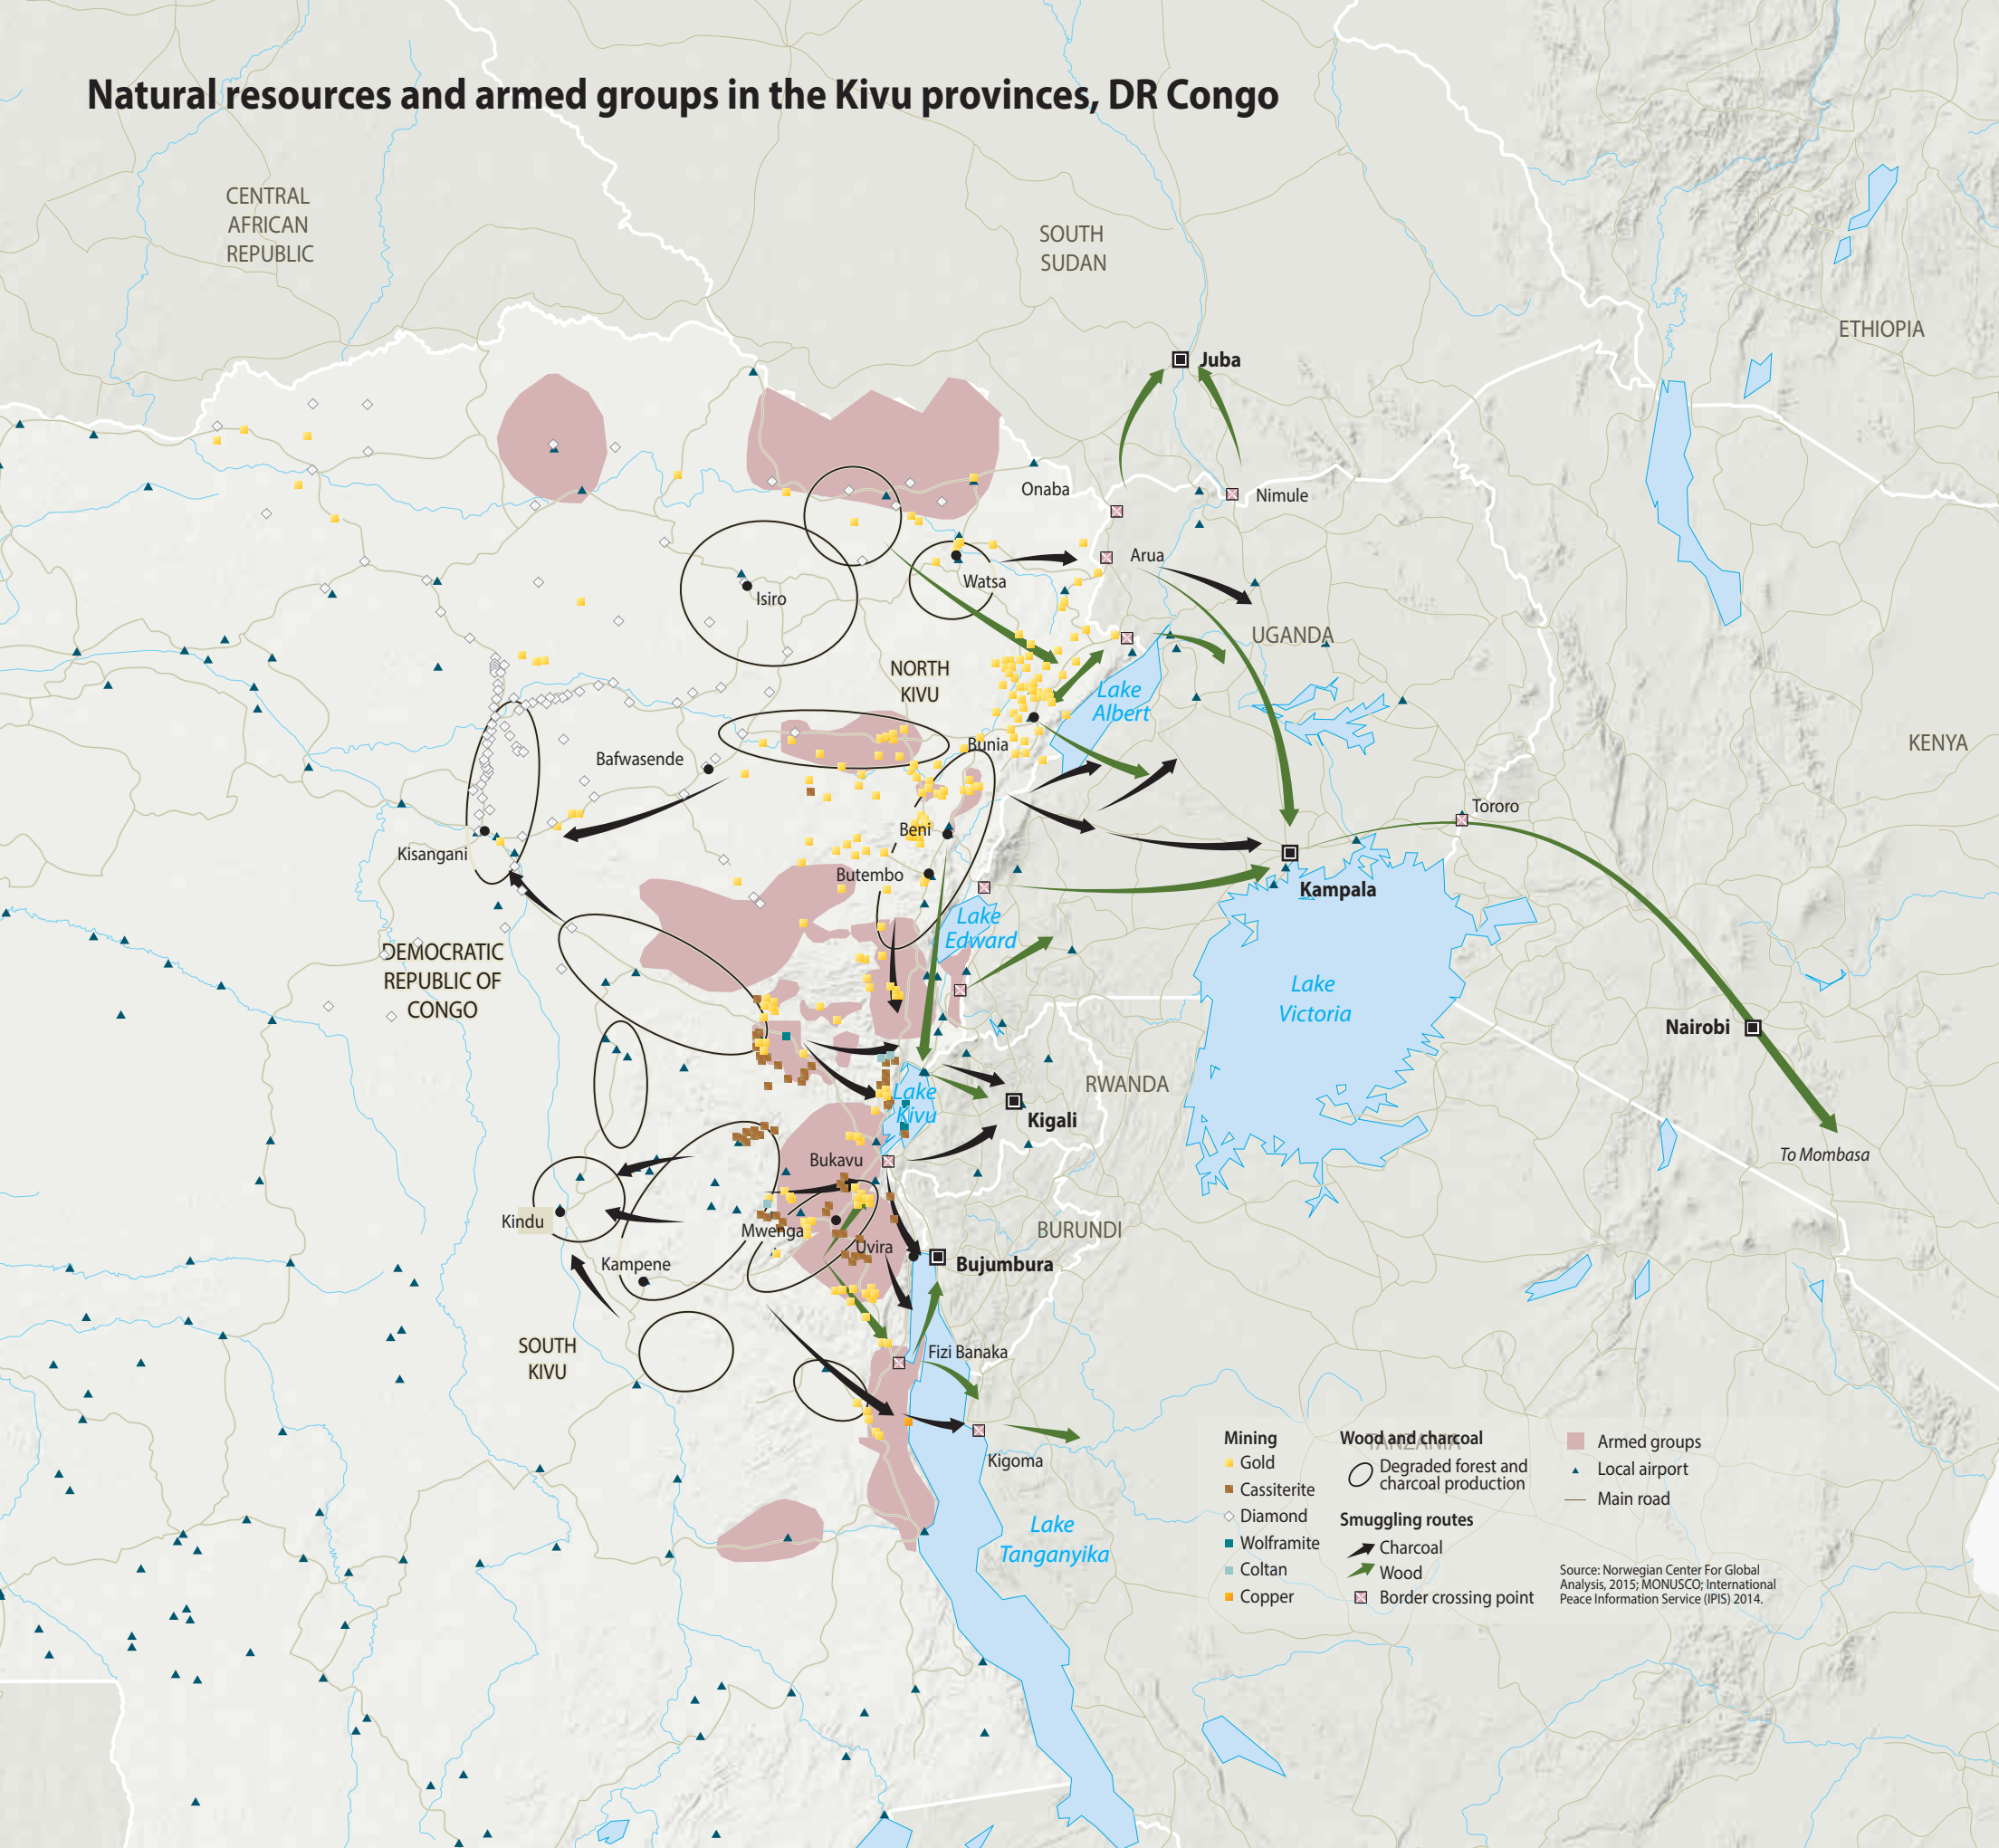 Natural resources and armed groups in the Kivu provinces, DR Congo
CENTRAL
AFRICAN
REPUBLIC
SOUTH
SUDAN
ETHIOPIA
Juba
Onaba
Nimule
Arua
Watsa
Isiro
UGANDA
NORTH
KIVU
Lake
Albert
KENYA
Bunia
Bafwasende
Tororo
Beni
Kisangani
Butembo
Kampala
Lake
Edward
DEMOCRATIC
REPUBLIC OF
CONGO
Lake
Victoria
Nairobi
RWANDA
Lake
Kivu
Kigali
To Mombasa
Bukavu
Kindu
Mwenga
BURUNDI
Uvira
Kampene
Bujumbura
SOUTH
KIVU
Fizi Banaka
Kigoma
TANZANIA
Lake
Tanganyika
Mining
Gold
Cassiterite
Diamond
Wolframite
Coltan
Copper
Wood and charcoal
Degraded forest and
charcoal production
Smuggling routes
Charcoal
Wood
Border crossing point
Armed groups
Local airport
Main road
Source: Norwegian Center For Global
Analysis, 2015; MONUSCO; International
Peace Information Service (IPIS) 2014.